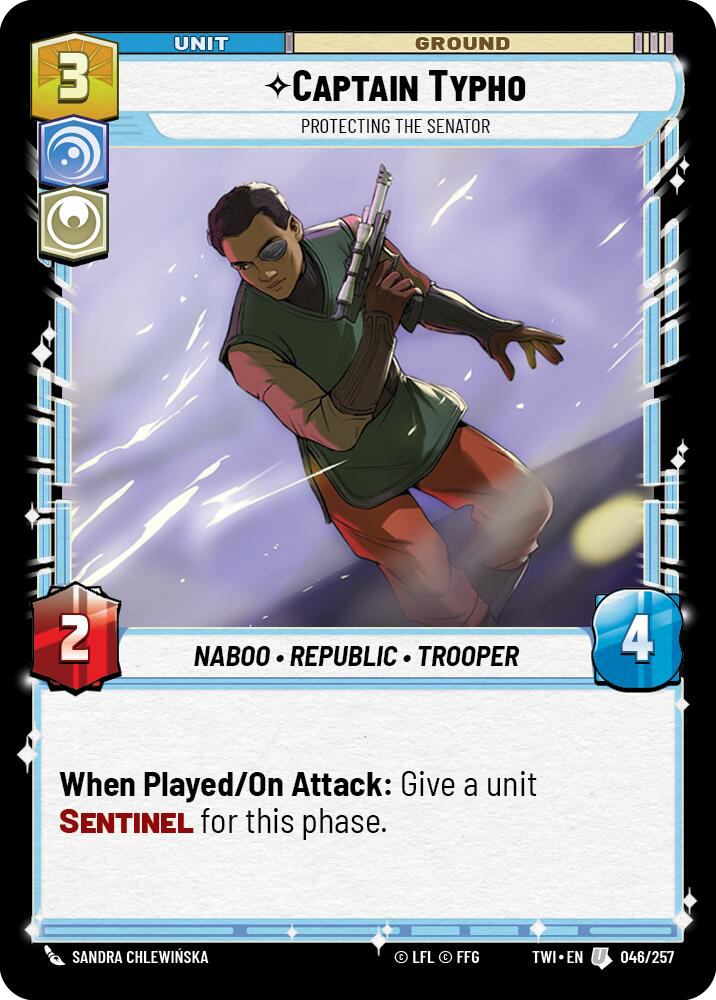 UNIT
GROUND
3
✧CAPTAIN TYPHO
PROTECTING THE SENATOR
2
NABOO • REPUBLIC • TROOPER
4
When Played/On Attack: Give a unit
SENTINEL for this phase.
SANDRA CHLEWIŃSKA
© LFL © FFG
TWI • EN
U
046/257